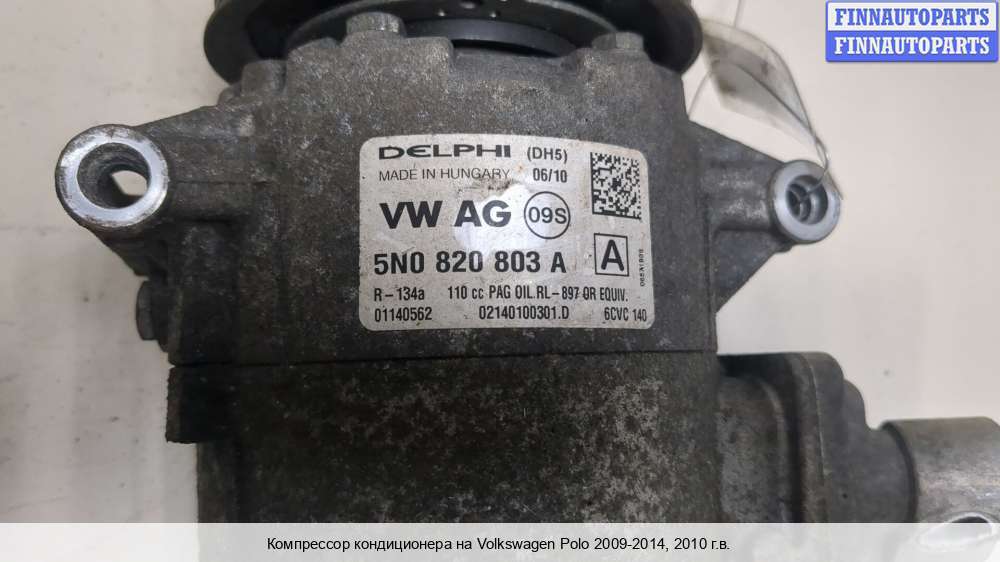 FINNAUTOPARTS
FINNAUTOPARTS
DELPHI (DH5)
MADE IN HUNGARY 06/10
VW AG 09S
5N0 820 803 A A
R-134a 110 cc PAG OIL.RL-897 OR EQUIV.
01140562 02140100301.D 6CVC 140
Компрессор кондиционера на Volkswagen Polo 2009-2014, 2010 г.в.